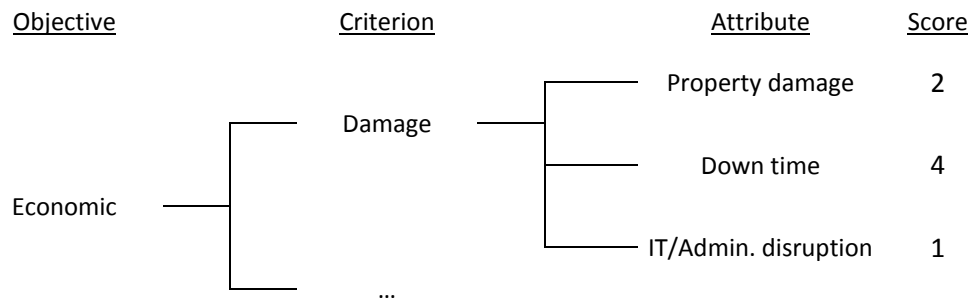 Objective Criterion Attribute Score
Property damage 2
Damage
Down time 4
Economic
IT/Admin. disruption 1
...